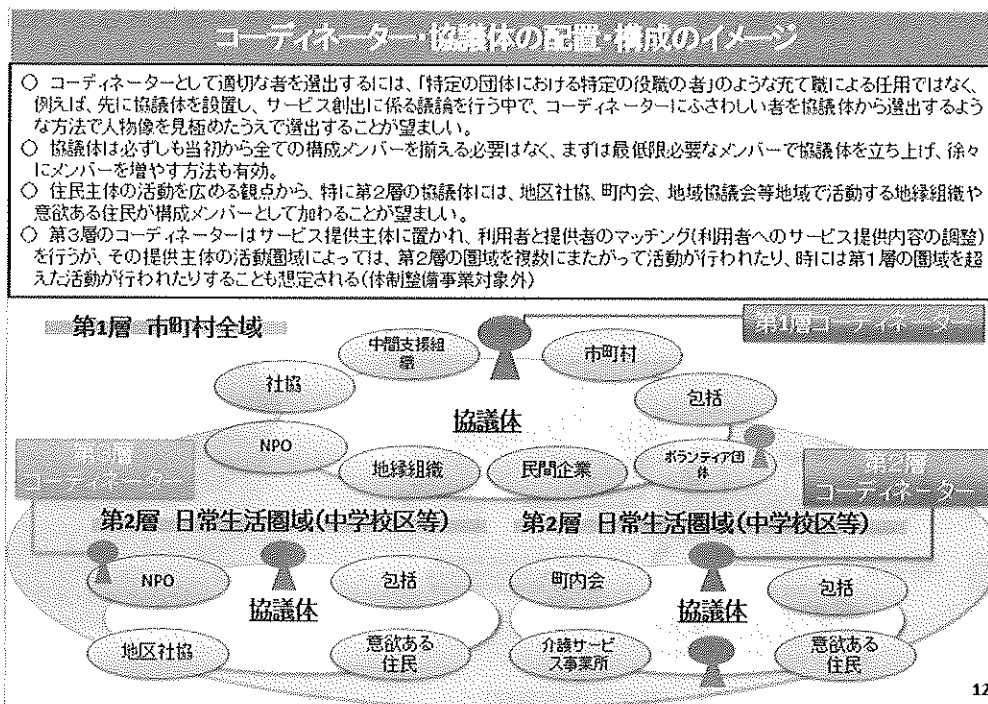 コーディネーター・協議体の配置・構成のイメージ
○ コーディネーターとして適切な者を選出するには、「特定の団体における特定の役職の者」のような充て職による任用ではなく、
例えば、先に協議体を設置し、サービス創出に係る議論を行う中で、コーディネーターにふさわしい者を協議体から選出するよう
な方法で人物像を見極めたうえで選出することが望ましい。
○ 協議体は必ずしも当初から全ての構成メンバーを揃える必要はなく、まずは最低限必要なメンバーで協議体を立ち上げ、徐々
にメンバーを増やす方法も有効。
○ 住民主体の活動を広める観点から、特に第2層の協議体には、地区社協、町内会、地域協議会等地域で活動する地縁組織や
意欲ある住民が構成メンバーとして加わることが望ましい。
○ 第3層のコーディネーターはサービス提供主体に置かれ、利用者と提供者のマッチング(利用者へのサービス提供内容の調整)
を行うが、その提供主体の活動圏域によっては、第2層の圏域を複数にまたがって活動が行われたり、時には第1層の圏域を超
えた活動が行われたりすることも想定される(体制整備事業対象外)
第1層 市町村全域
第1層コーディネーター
中間支援組
織
市町村
社協
包括
協議体
NPO
地縁組織
民間企業
ボランティア団
体
第3層
コーディネーター
第2層
コーディネーター
第2層 日常生活圏域(中学校区等)
第2層 日常生活圏域(中学校区等)
NPO
包括
協議体
地区社協
意欲ある
住民
町内会
包括
協議体
介護サービ
ス事業所
意欲ある
住民
12